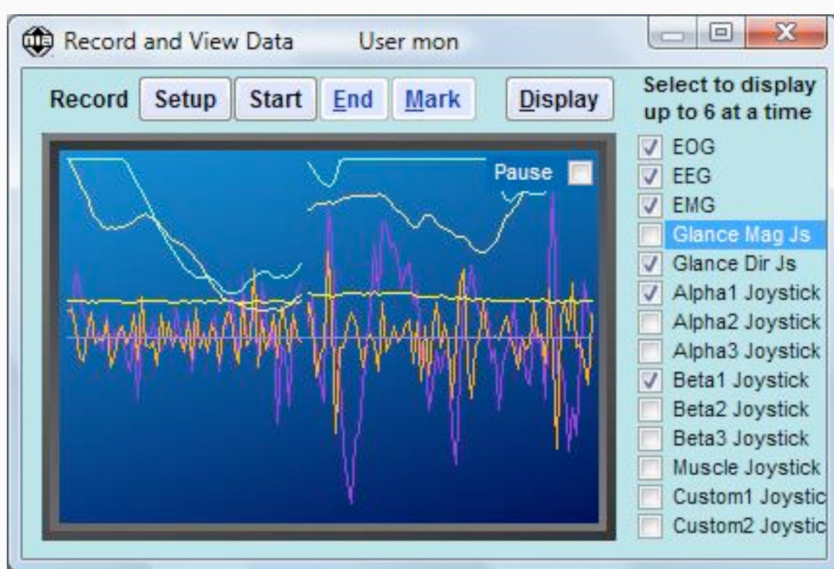 Record and View Data User mon
Record Setup Start End Mark Display
Select to display
up to 6 at a time
Pause
EOG
EEG
EMG
Glance Mag Js
Glance Dir Js
Alpha1 Joystick
Alpha2 Joystick
Alpha3 Joystick
Beta1 Joystick
Beta2 Joystick
Beta3 Joystick
Muscle Joystick
Custom1 Joystic
Custom2 Joystic